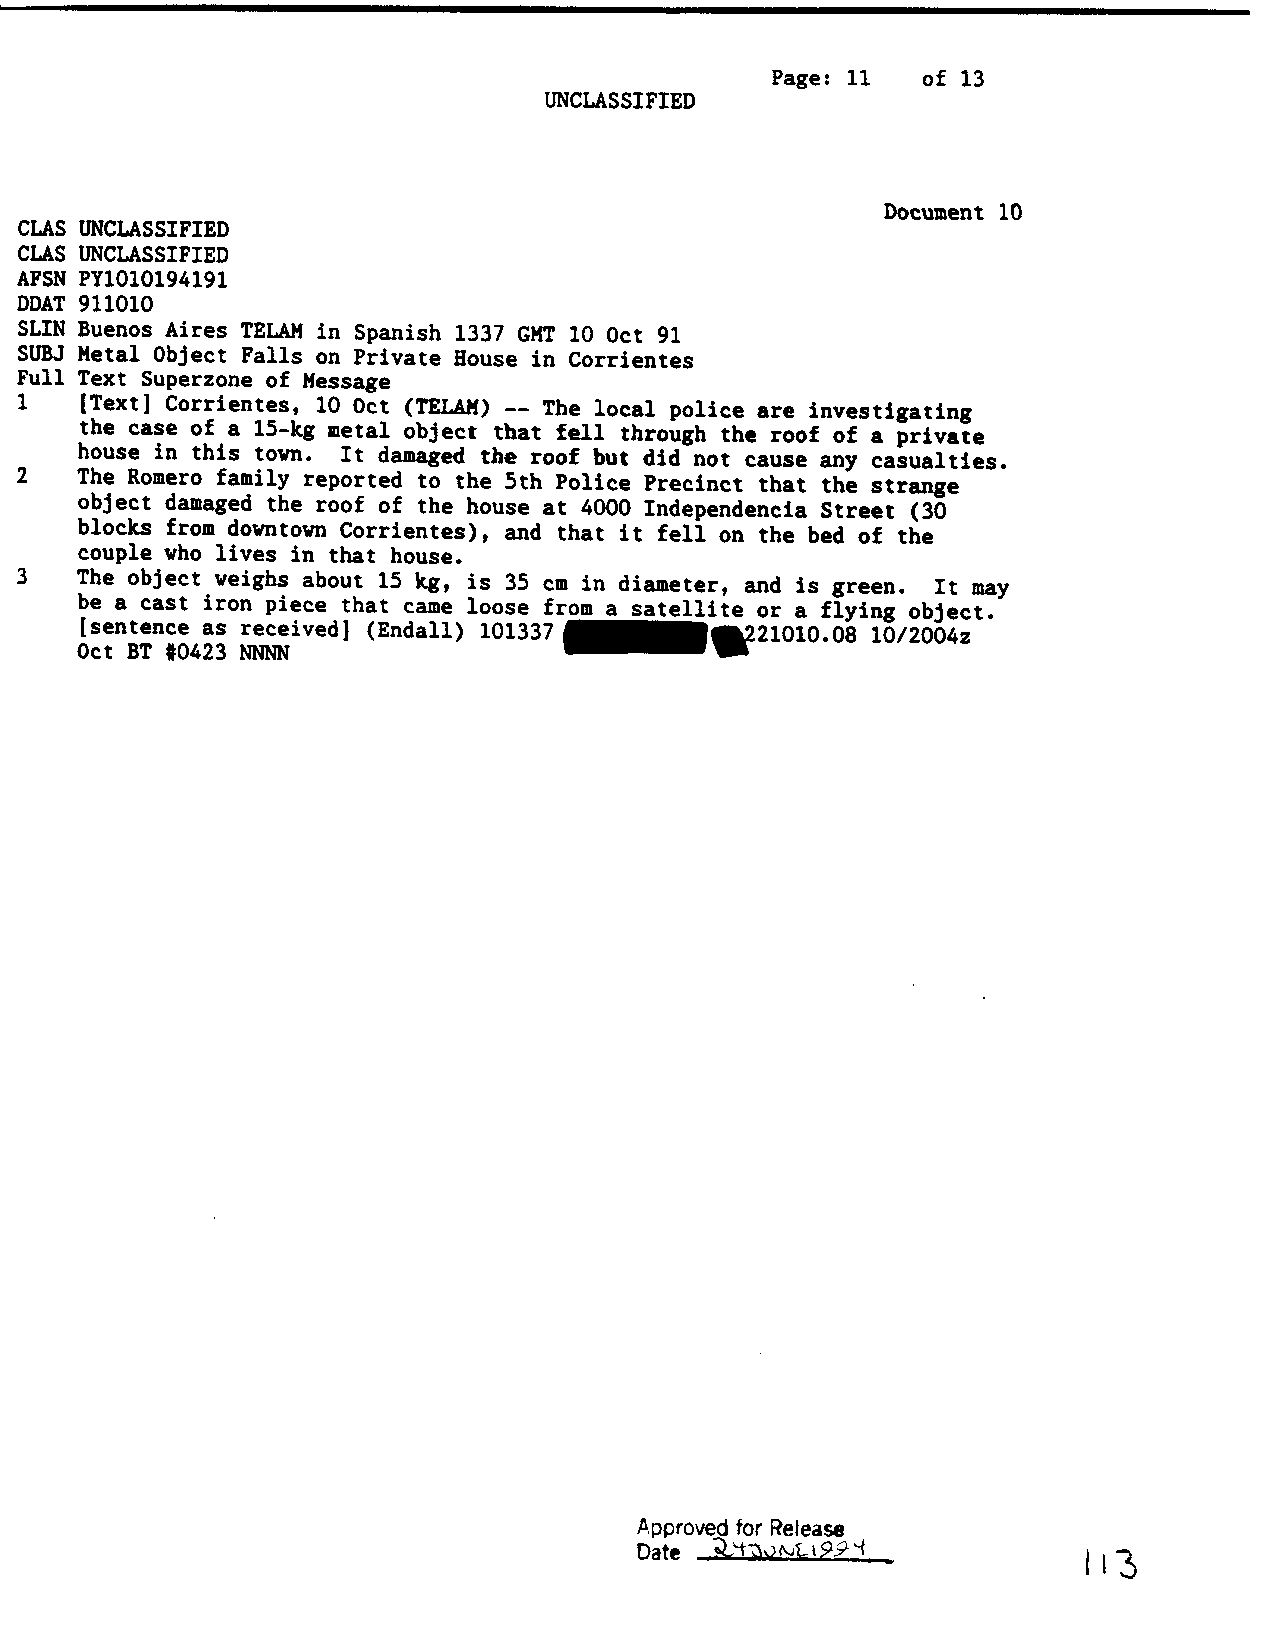 Page: 11 of 13
UNCLASSIFIED
Document 10
CLAS UNCLASSIFIED
CLAS UNCLASSIFIED
AFSN PY1010194191
DDAT 911010
SLIN Buenos Aires TELAM in Spanish 1337 GMT 10 Oct 91
SUBJ Metal Object Falls on Private House in Corrientes
Full Text Superzone of Message
1 [Text] Corrientes, 10 Oct (TELAM) -- The local police are investigating
the case of a 15-kg metal object that fell through the roof of a private
house in this town. It damaged the roof but did not cause any casualties.
2 The Romero family reported to the 5th Police Precinct that the strange
object damaged the roof of the house at 4000 Independencia Street (30
blocks from downtown Corrientes), and that it fell on the bed of the
couple who lives in that house.
3 The object weighs about 15 kg, is 35 cm in diameter, and is green. It may
be a cast iron piece that came loose from a satellite or a flying object.
[sentence as received] (Endall) 101337 221010.08 10/2004z
Oct BT #0423 NNNN
Approved for Release
Date 24JUNE1994
113